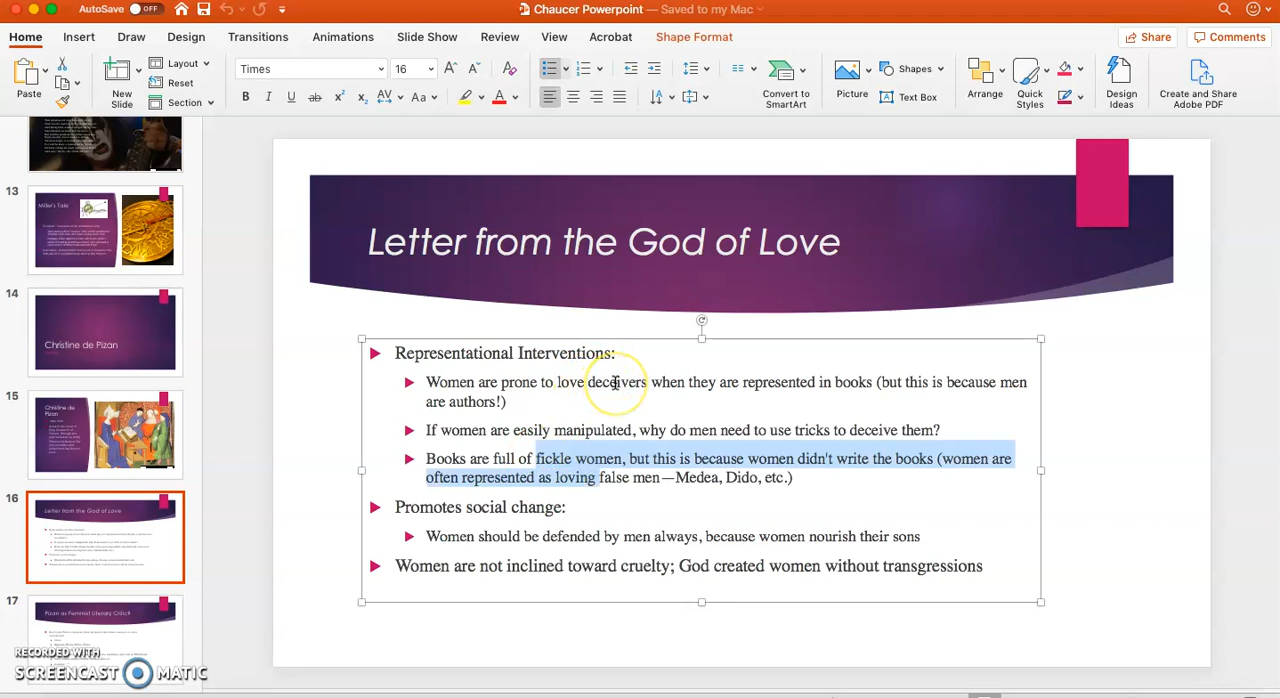 AutoSave OFF Chaucer Powerpoint — Saved to my Mac
Home Insert Draw Design Transitions Animations Slide Show Review View Acrobat Shape Format Share Comments
Paste New Slide Layout Reset Section Times 16 Convert to SmartArt Picture Shapes Text Box Arrange Quick Styles Design Ideas Create and Share Adobe PDF
B I U ab x² x₂ AV Aa A
13
Miller's Tale
14
Christine de Pizan
15
Christine de Pizan
16
Letter from the God of Love
17
Pizan as Feminist Literary Critic?
Letter from the God of Love
Representational Interventions:
Women are prone to love deceivers when they are represented in books (but this is because men
are authors!)
If women are easily manipulated, why do men need to use tricks to deceive them?
Books are full of fickle women, but this is because women didn't write the books (women are
often represented as loving false men—Medea, Dido, etc.)
Promotes social change:
Women should be defended by men always, because women nourish their sons
Women are not inclined toward cruelty; God created women without transgressions
RECORDED WITH
SCREENCAST MATIC